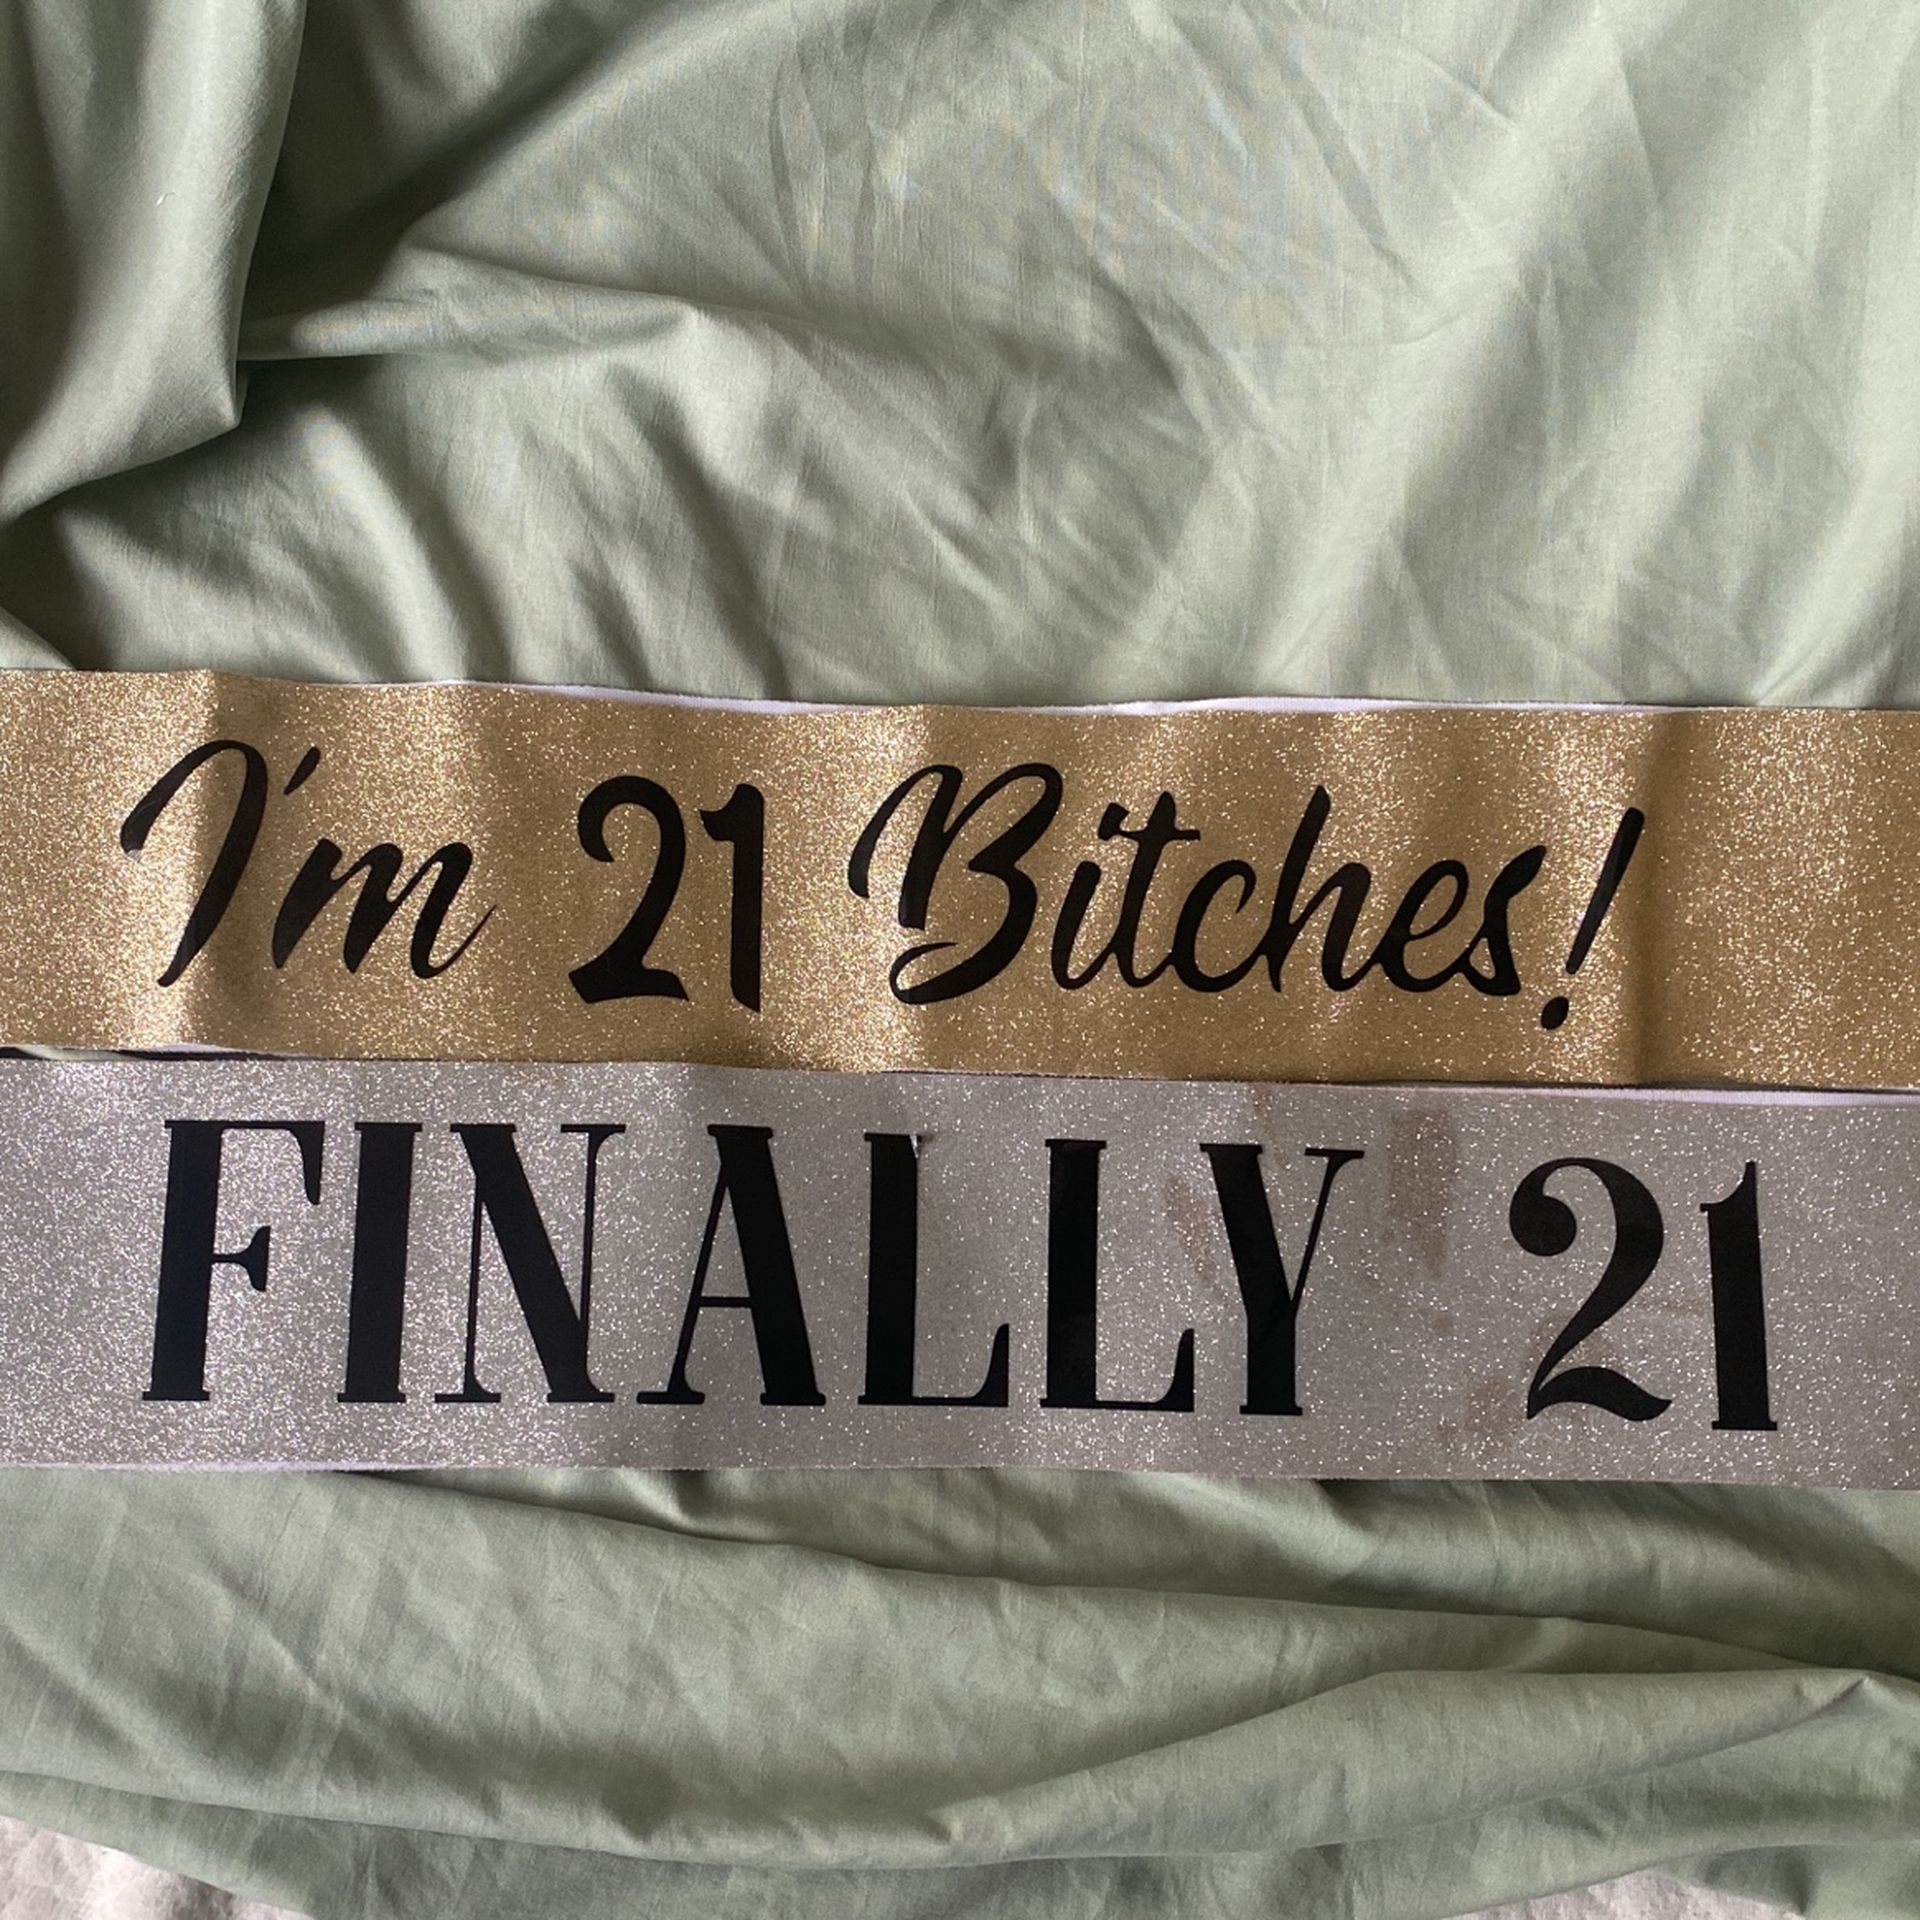 I'm 21 Bitches!
FINALLY 21